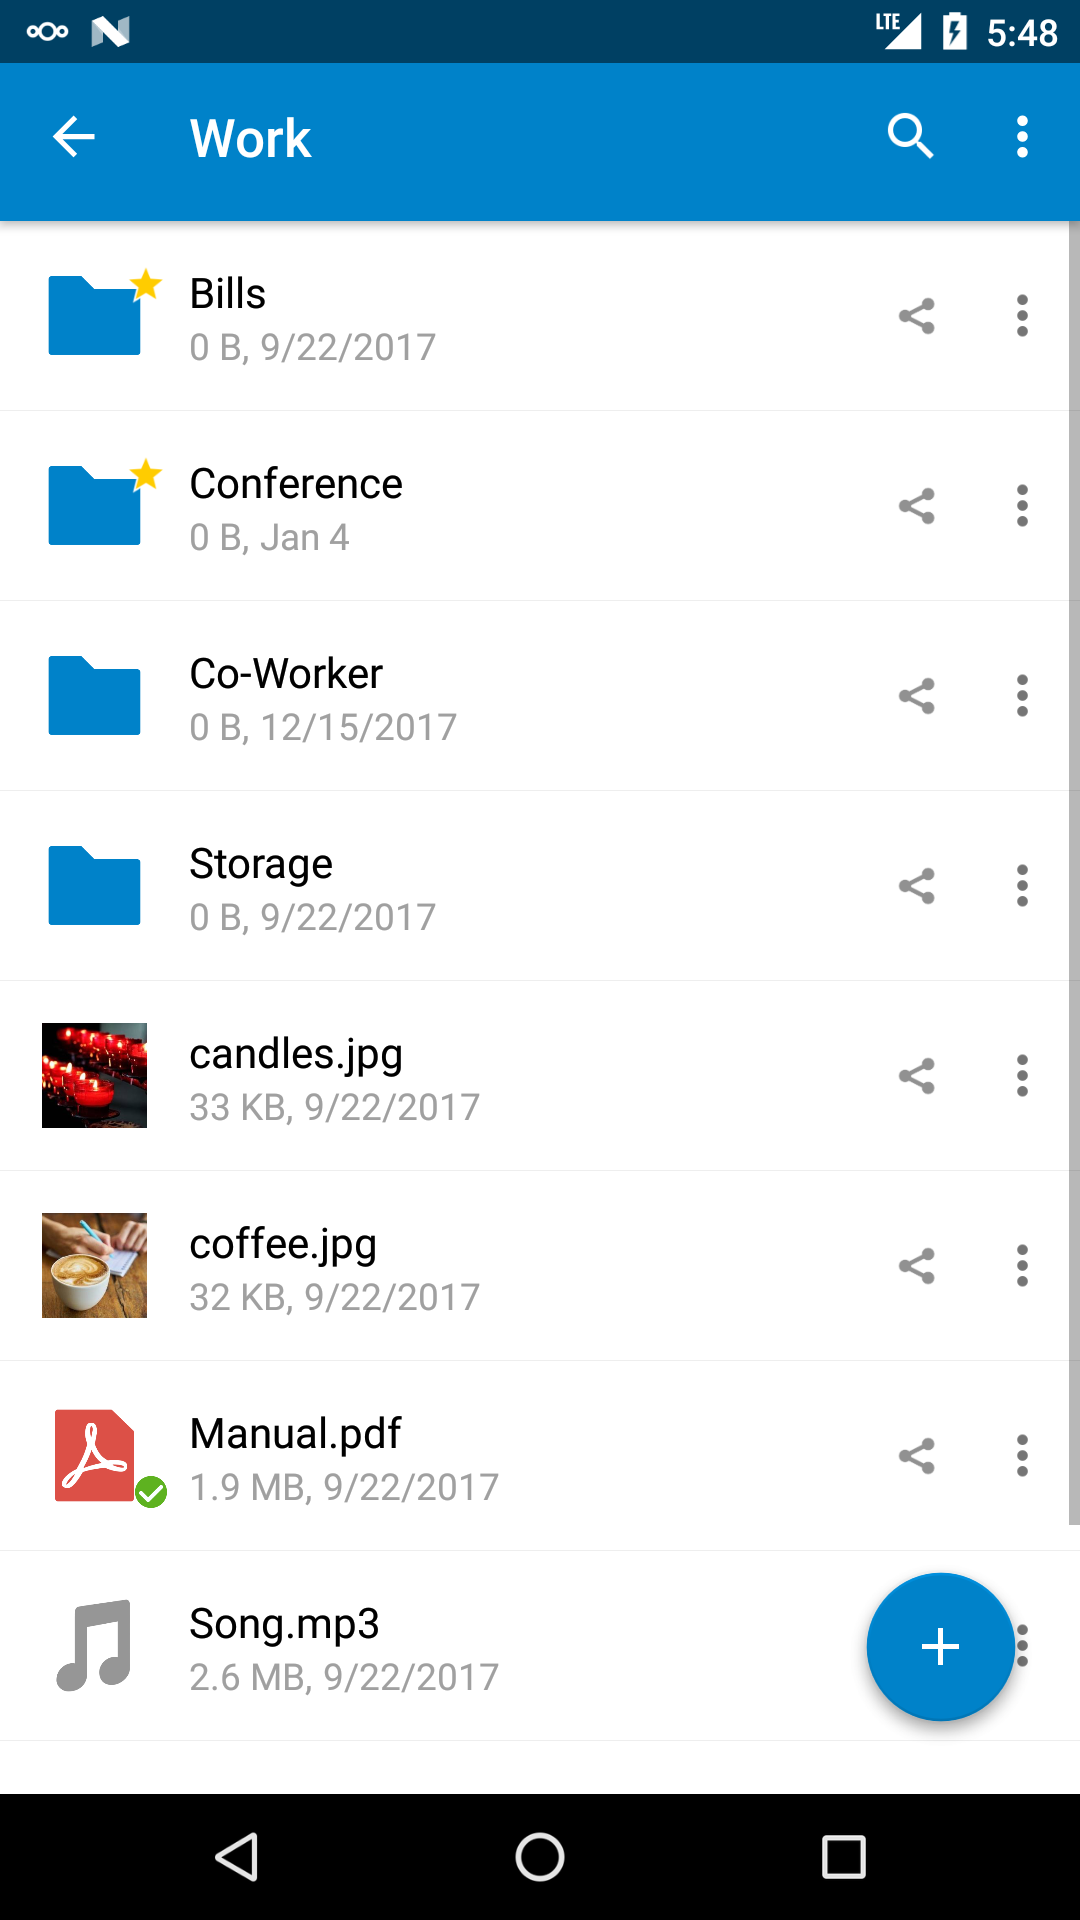 LTE 5:48
Work
Bills
0 B, 9/22/2017
Conference
0 B, Jan 4
Co-Worker
0 B, 12/15/2017
Storage
0 B, 9/22/2017
candles.jpg
33 KB, 9/22/2017
coffee.jpg
32 KB, 9/22/2017
Manual.pdf
1.9 MB, 9/22/2017
Song.mp3
2.6 MB, 9/22/2017